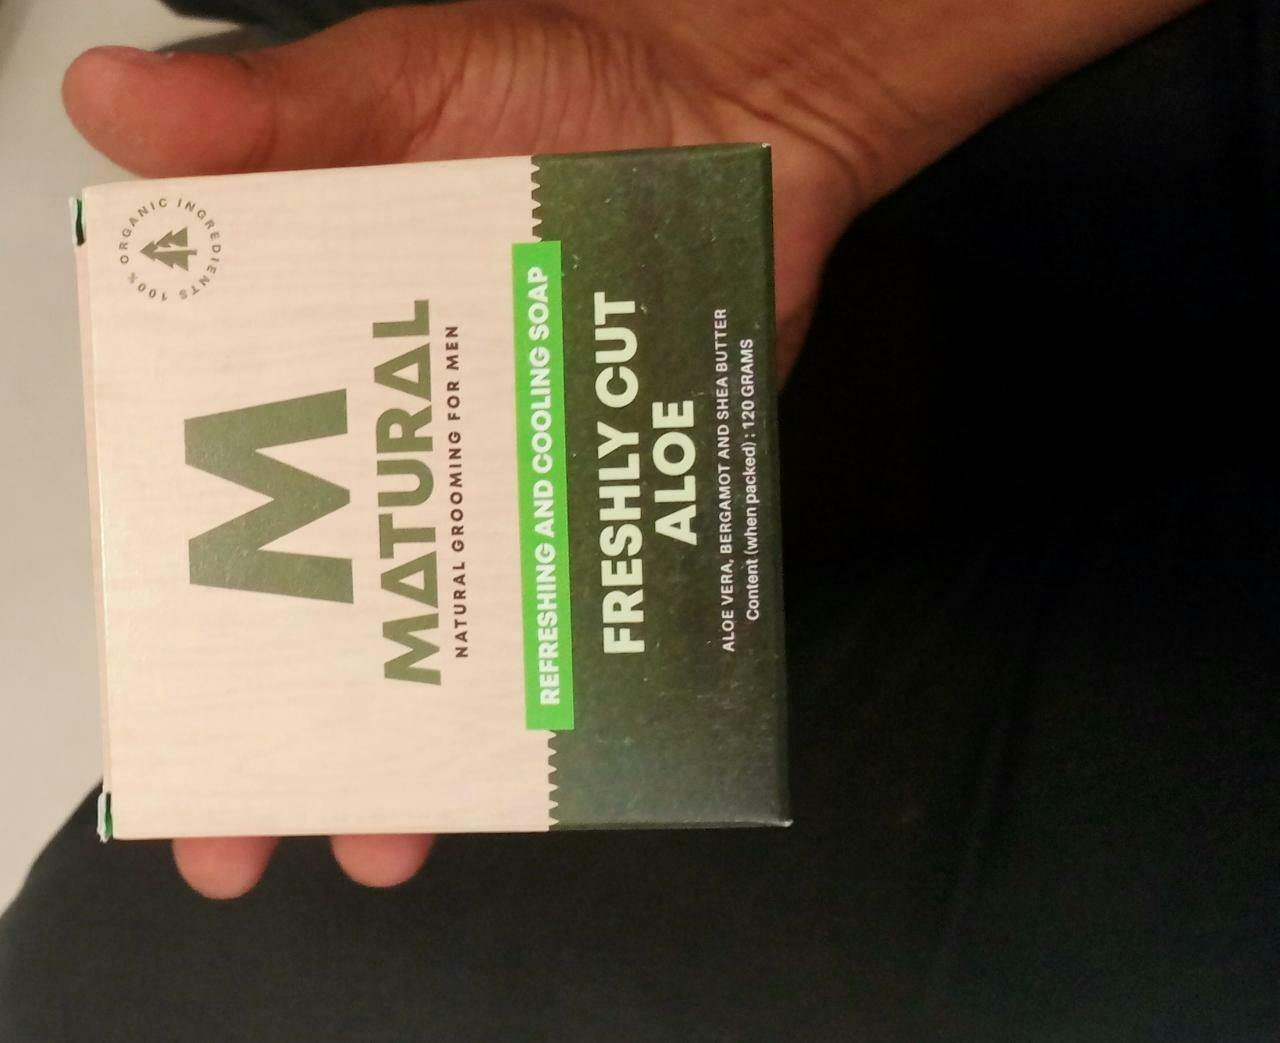 100% ORGANIC INGREDIENTS
M
MATURAL
NATURAL GROOMING FOR MEN
REFRESHING AND COOLING SOAP
FRESHLY CUT
ALOE
ALOE VERA, BERGAMOT AND SHEA BUTTER
Content (when packed) : 120 GRAMS